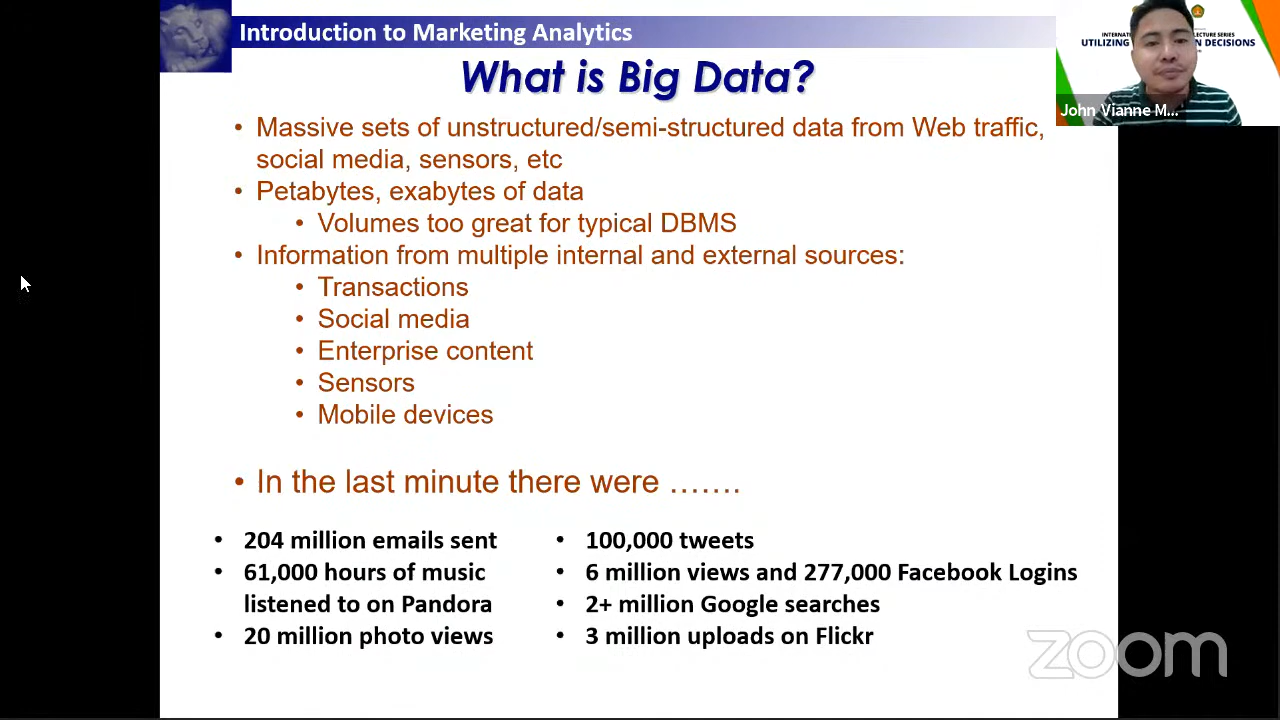 Introduction to Marketing Analytics
What is Big Data?
• Massive sets of unstructured/semi-structured data from Web traffic,
social media, sensors, etc
• Petabytes, exabytes of data
• Volumes too great for typical DBMS
• Information from multiple internal and external sources:
• Transactions
• Social media
• Enterprise content
• Sensors
• Mobile devices
• In the last minute there were …….
• 204 million emails sent
• 61,000 hours of music
listened to on Pandora
• 20 million photo views
• 100,000 tweets
• 6 million views and 277,000 Facebook Logins
• 2+ million Google searches
• 3 million uploads on Flickr
UTILIZING DECISIONS
John Vianne M...
zoom